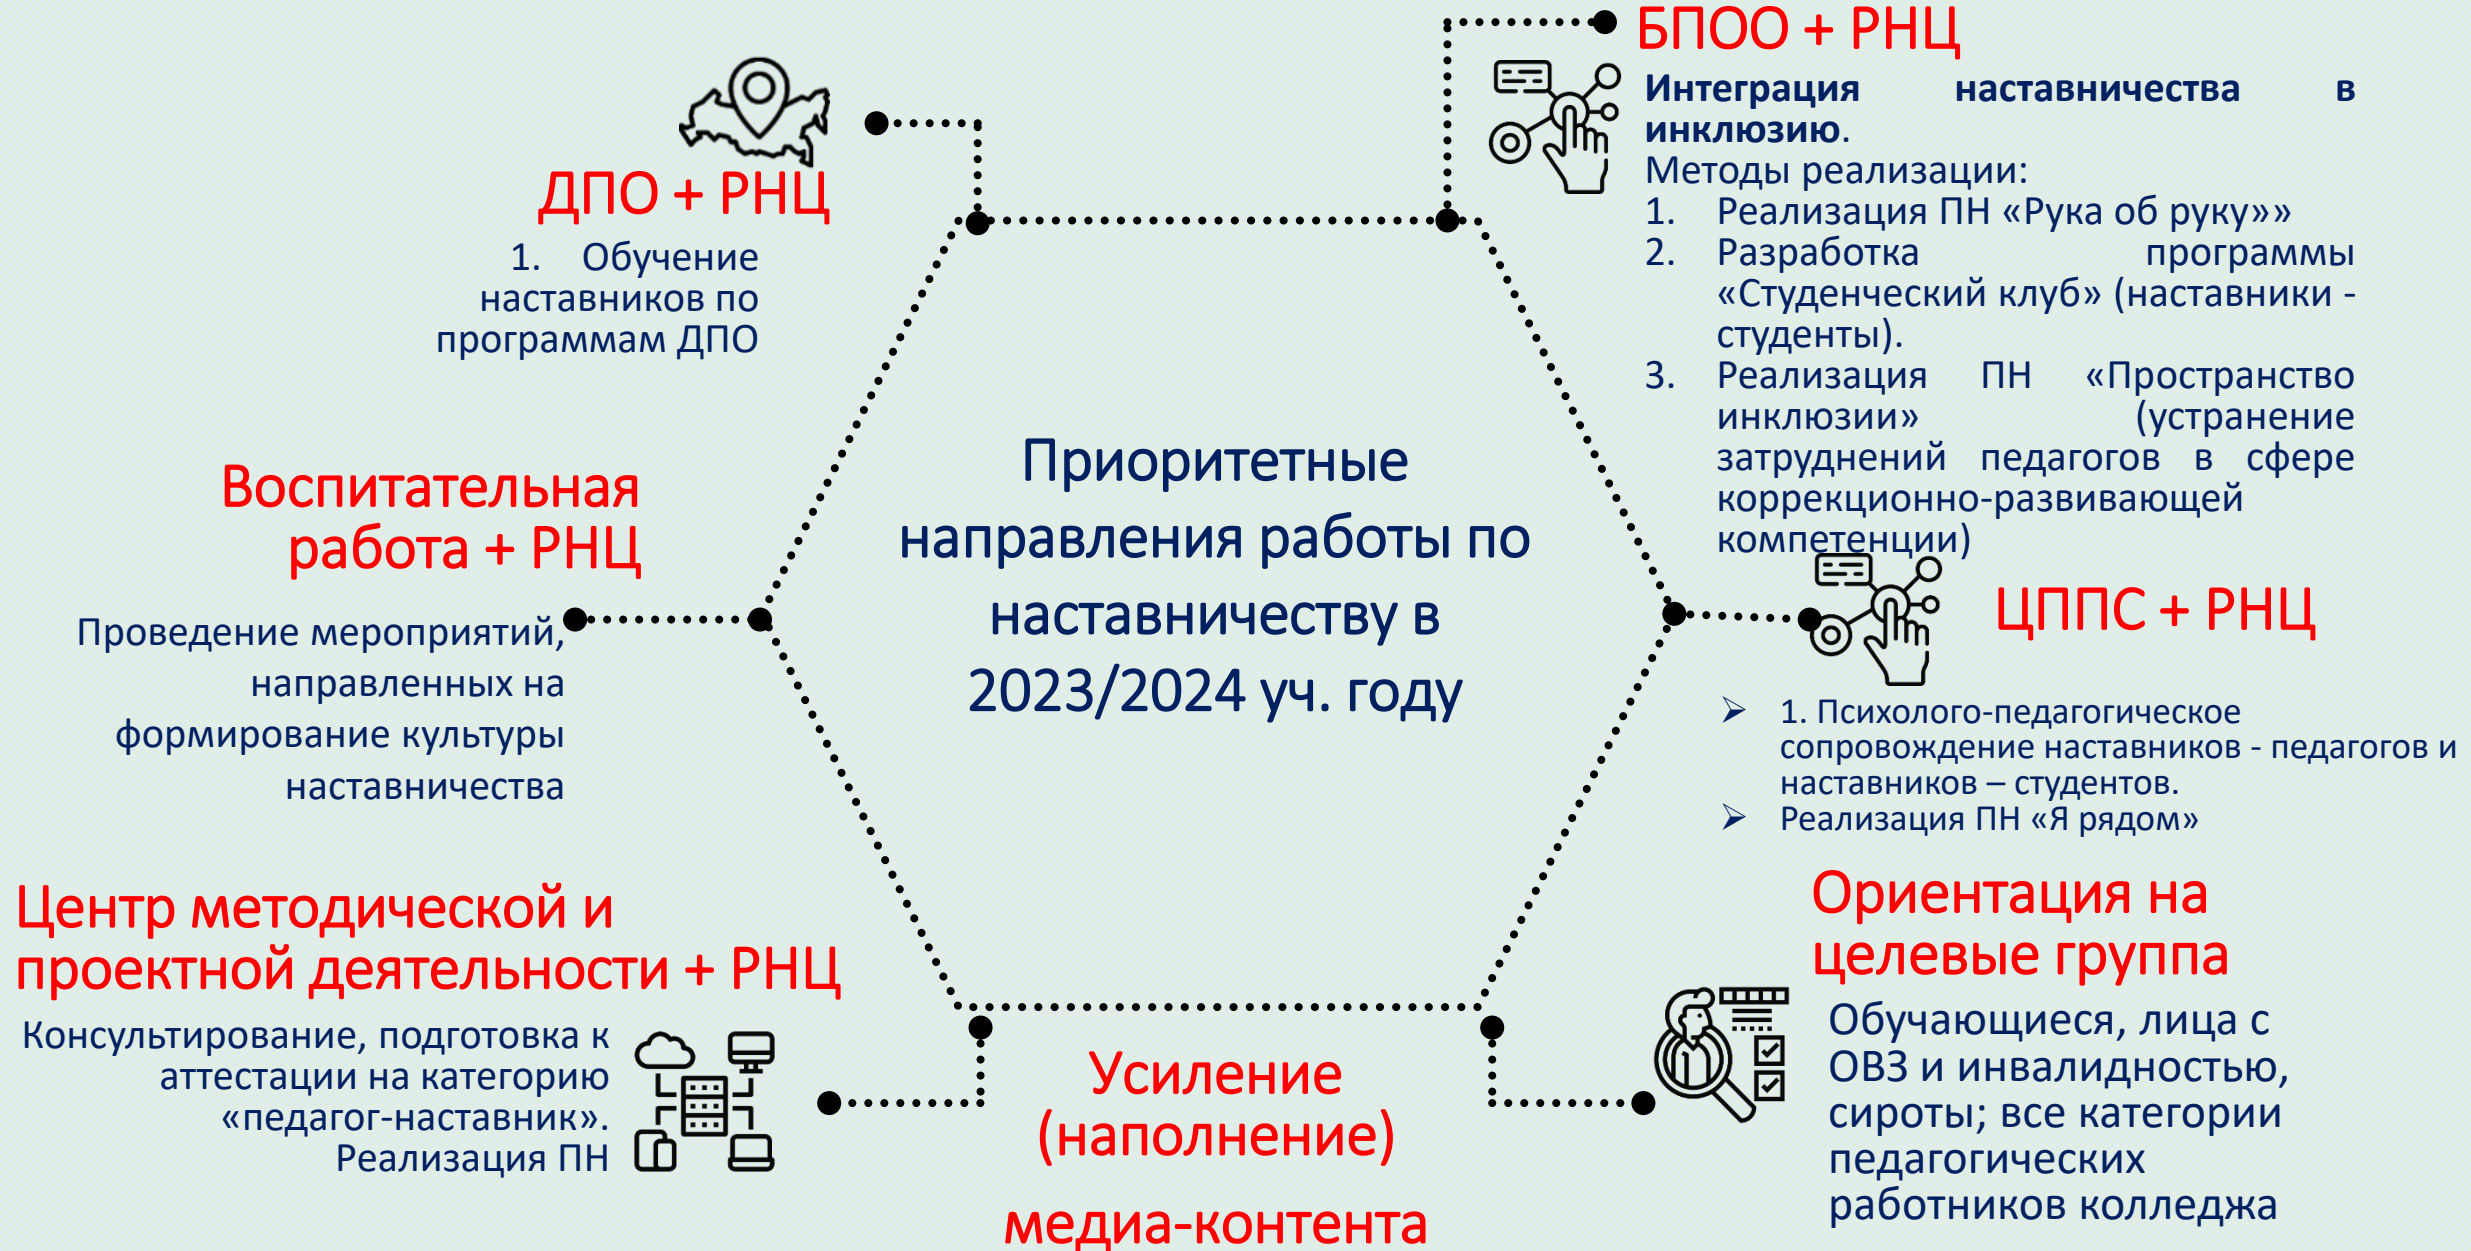 БПОО + РНЦ
Интеграция наставничества в
инклюзию.
Методы реализации:
1. Реализация ПН «Рука об руку»»
2. Разработка программы
«Студенческий клуб» (наставники -
студенты).
3. Реализация ПН «Пространство
инклюзии» (устранение
затруднений педагогов в сфере
коррекционно-развивающей
компетенции)
ДПО + РНЦ
1. Обучение
наставников по
программам ДПО
Приоритетные
направления работы по
наставничеству в
2023/2024 уч. году
Воспитательная
работа + РНЦ
Проведение мероприятий,
направленных на
формирование культуры
наставничества
ЦППС + РНЦ
➢ 1. Психолого-педагогическое
сопровождение наставников - педагогов и
наставников – студентов.
➢ Реализация ПН «Я рядом»
Центр методической и
проектной деятельности + РНЦ
Консультирование, подготовка к
аттестации на категорию
«педагог-наставник».
Реализация ПН
Усиление
(наполнение)
медиа-контента
Ориентация на
целевые группа
Обучающиеся, лица с
ОВЗ и инвалидностью,
сироты; все категории
педагогических
работников колледжа